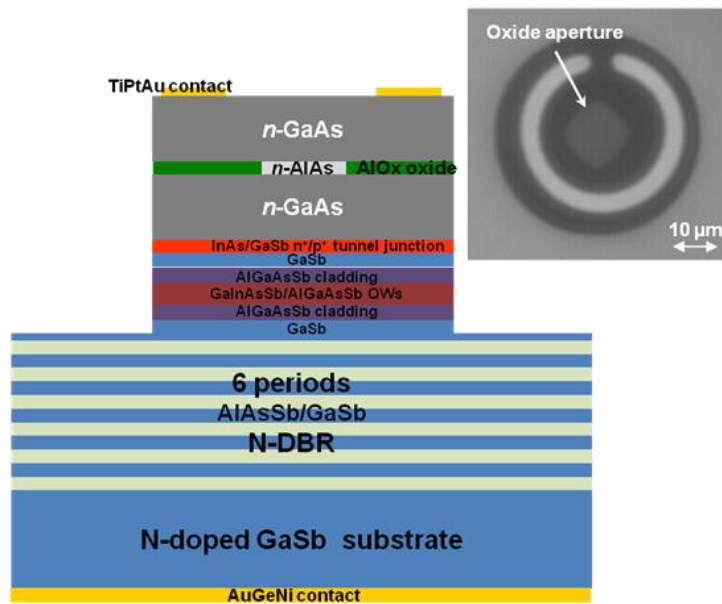 Oxide aperture
10 µm
TiPtAu contact
n-GaAs
n-AlAs AlOx oxide
n-GaAs
InAs/GaSb n⁺/p⁺ tunnel junction
GaSb
AlGaAsSb cladding
GaInAsSb/AlGaAsSb QWs
AlGaAsSb cladding
GaSb
6 periods
AlAsSb/GaSb
N-DBR
N-doped GaSb substrate
AuGeNi contact